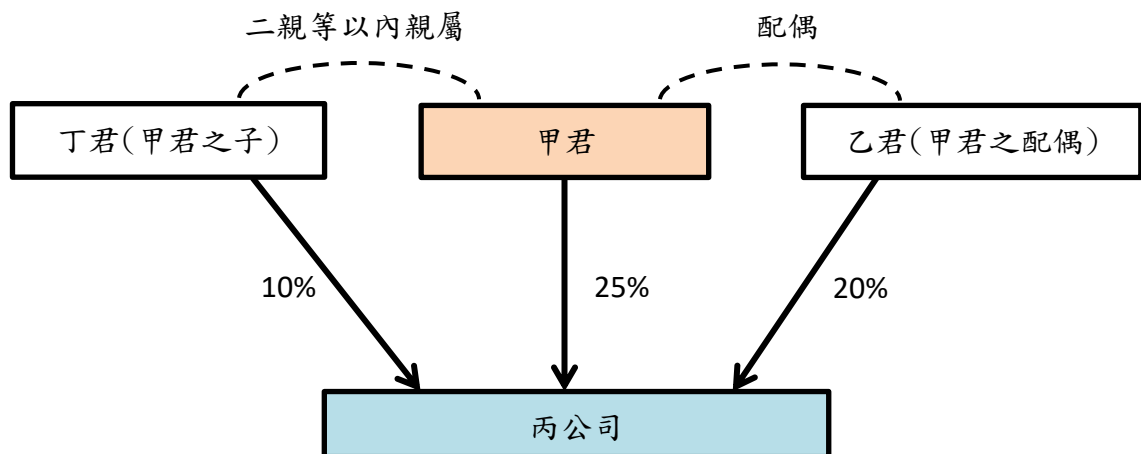 二親等以內親屬
配偶
丁君(甲君之子)
甲君
乙君(甲君之配偶)
10%
25%
20%
丙公司